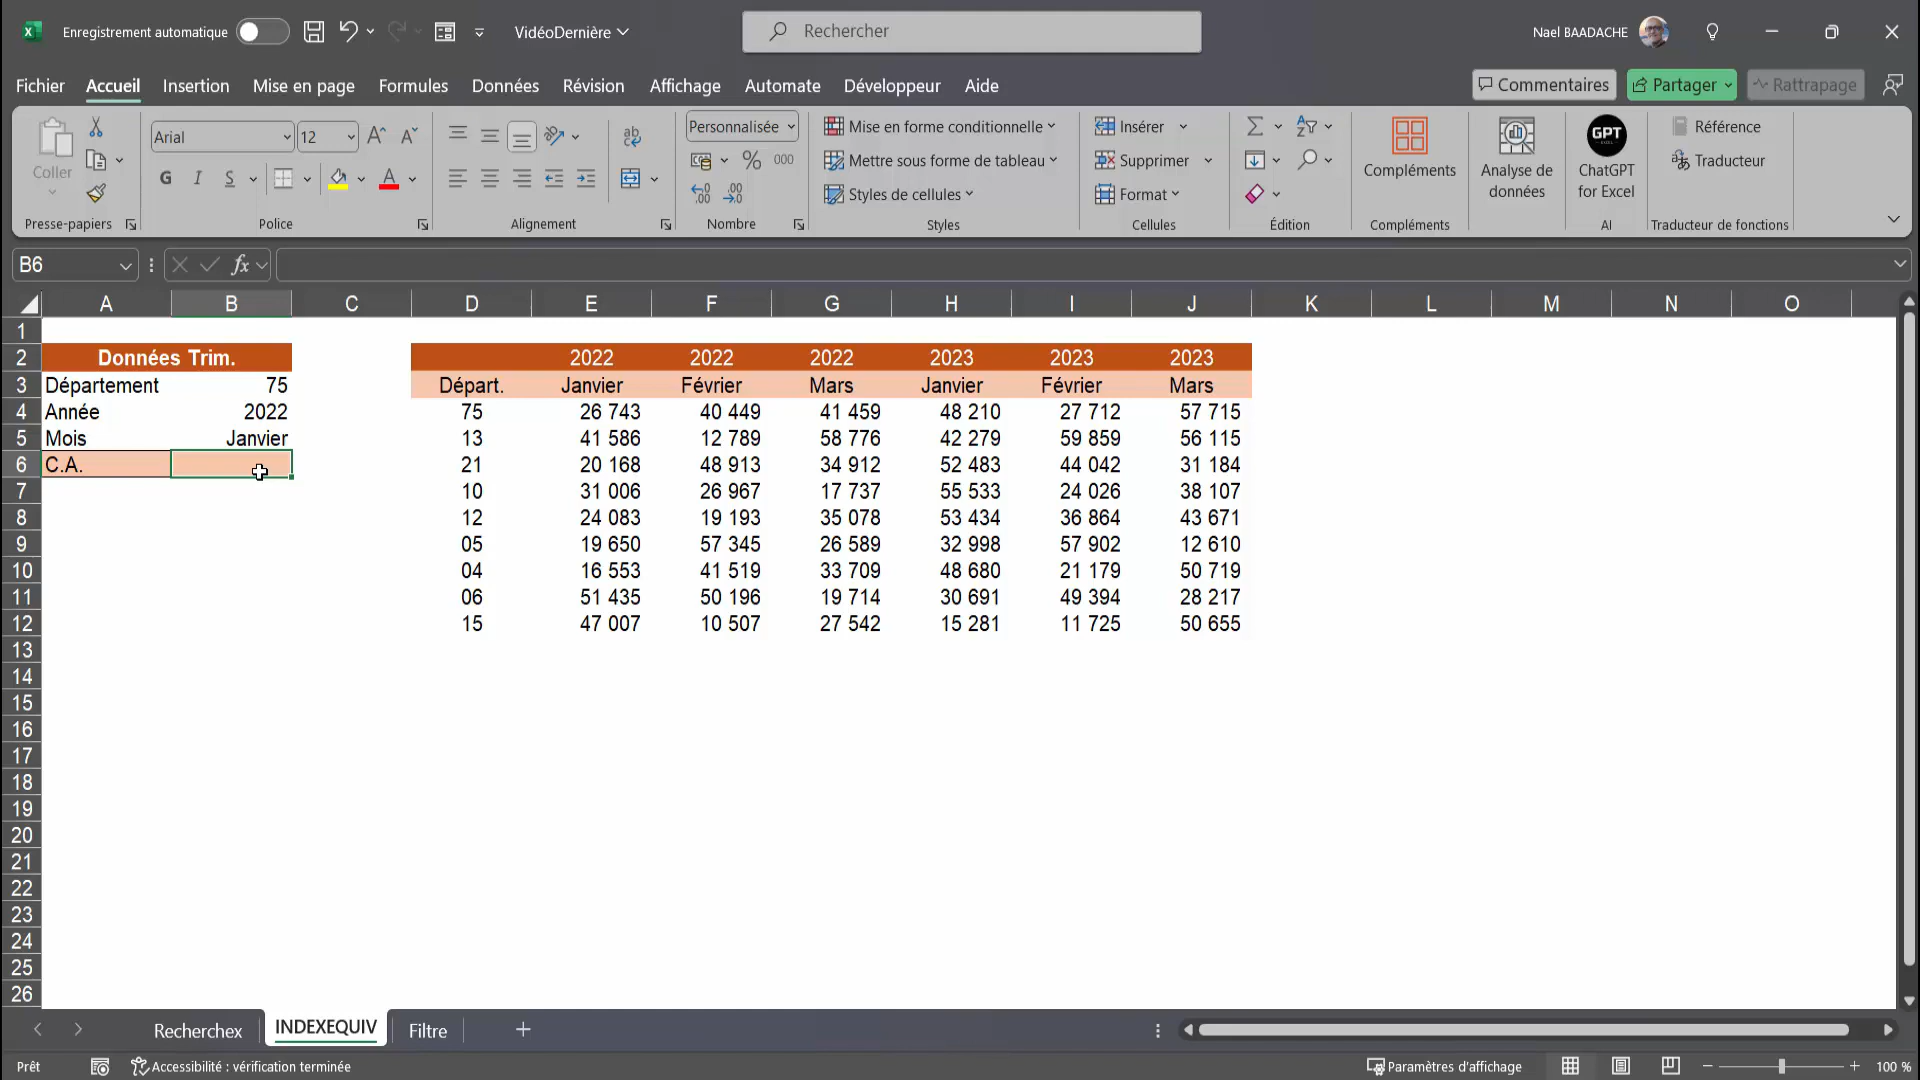 Enregistrement automatique
VidéoDernière
Rechercher
Nael BAADACHE
Fichier Accueil Insertion Mise en page Formules Données Révision Affichage Automate Développeur Aide
Commentaires Partager Rattrapage
Coller
Presse-papiers
Arial 12
G I S
Police
Alignement
Personnalisée
% 000
Nombre
Mise en forme conditionnelle
Mettre sous forme de tableau
Styles de cellules
Styles
Insérer
Supprimer
Format
Cellules
Édition
Compléments
Compléments
Analyse de
données
GPT
EXCEL
ChatGPT
for Excel
AI
Référence
Traducteur
Traducteur de fonctions
B6 fx
A B C D E F G H I J K L M N O
1
2 Données Trim. 2022 2022 2022 2023 2023 2023
3 Département 75 Départ. Janvier Février Mars Janvier Février Mars
4 Année 2022 75 26 743 40 449 41 459 48 210 27 712 57 715
5 Mois Janvier 13 41 586 12 789 58 776 42 279 59 859 56 115
6 C.A. 21 20 168 48 913 34 912 52 483 44 042 31 184
7 10 31 006 26 967 17 737 55 533 24 026 38 107
8 12 24 083 19 193 35 078 53 434 36 864 43 671
9 05 19 650 57 345 26 589 32 998 57 902 12 610
10 04 16 553 41 519 33 709 48 680 21 179 50 719
11 06 51 435 50 196 19 714 30 691 49 394 28 217
12 15 47 007 10 507 27 542 15 281 11 725 50 655
13
14
15
16
17
18
19
20
21
22
23
24
25
26
Recherchex INDEXEQUIV Filtre
Prêt Accessibilité : vérification terminée Paramètres d'affichage 100 %